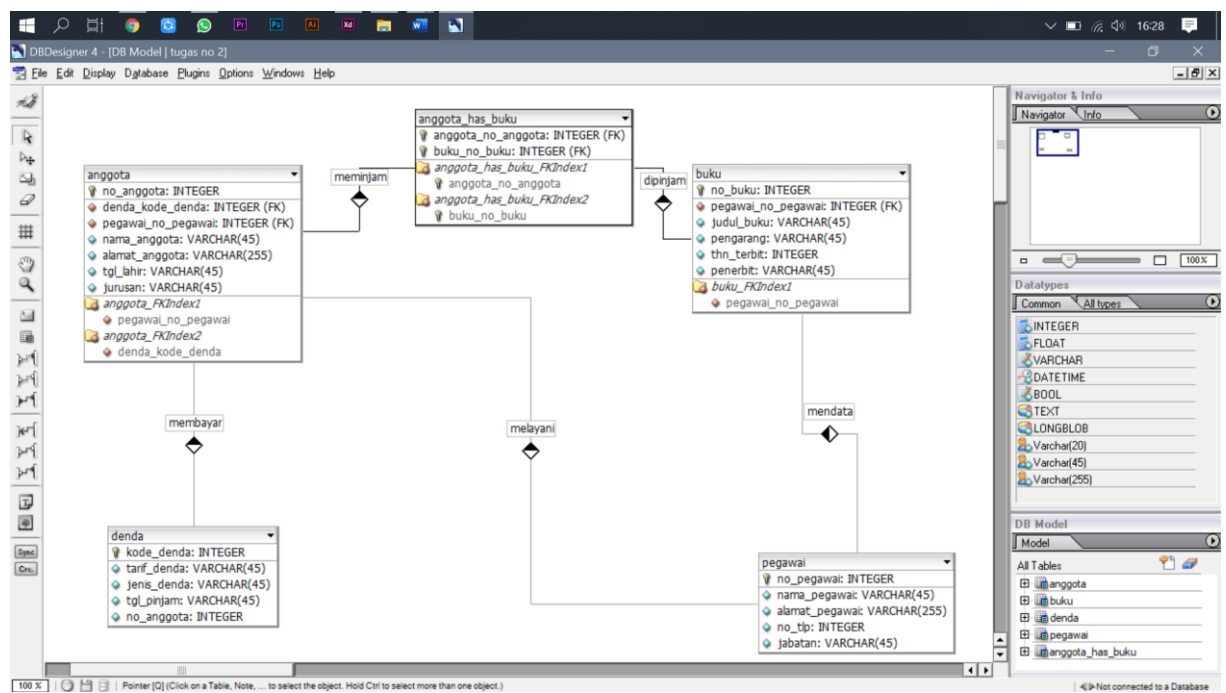 Pr Ps Ai Xd
16:28
DBDesigner 4 - [DB Model | tugas no 2]
File Edit Display Database Plugins Options Windows Help
anggota_has_buku
anggota_no_anggota: INTEGER (FK)
buku_no_buku: INTEGER (FK)
anggota_has_buku_FKIndex1
anggota_no_anggota
anggota_has_buku_FKIndex2
buku_no_buku
anggota
no_anggota: INTEGER
denda_kode_denda: INTEGER (FK)
pegawai_no_pegawai: INTEGER (FK)
nama_anggota: VARCHAR(45)
alamat_anggota: VARCHAR(255)
tgl_lahir: VARCHAR(45)
jurusan: VARCHAR(45)
anggota_FKIndex1
pegawai_no_pegawai
anggota_FKIndex2
denda_kode_denda
meminjam
dipinjam
buku
no_buku: INTEGER
pegawai_no_pegawai: INTEGER (FK)
judul_buku: VARCHAR(45)
pengarang: VARCHAR(45)
thn_terbit: INTEGER
penerbit: VARCHAR(45)
buku_FKIndex1
pegawai_no_pegawai
membayar
melayani
mendata
denda
kode_denda: INTEGER
tarif_denda: VARCHAR(45)
jenis_denda: VARCHAR(45)
tgl_pinjam: VARCHAR(45)
no_anggota: INTEGER
pegawai
no_pegawai: INTEGER
nama_pegawai: VARCHAR(45)
alamat_pegawai: VARCHAR(255)
no_tlp: INTEGER
jabatan: VARCHAR(45)
Navigator & Info
Navigator Info
100 %
Datatypes
Common All types
INTEGER
FLOAT
VARCHAR
DATETIME
BOOL
TEXT
LONGBLOB
Varchar(20)
Varchar(45)
Varchar(255)
DB Model
Model
All Tables
anggota
buku
denda
pegawai
anggota_has_buku
Sync
100 % Pointer [Q] (Click on a Table, Note, ... to select the object. Hold Ctrl to select more than one object.)
Not connected to a Database